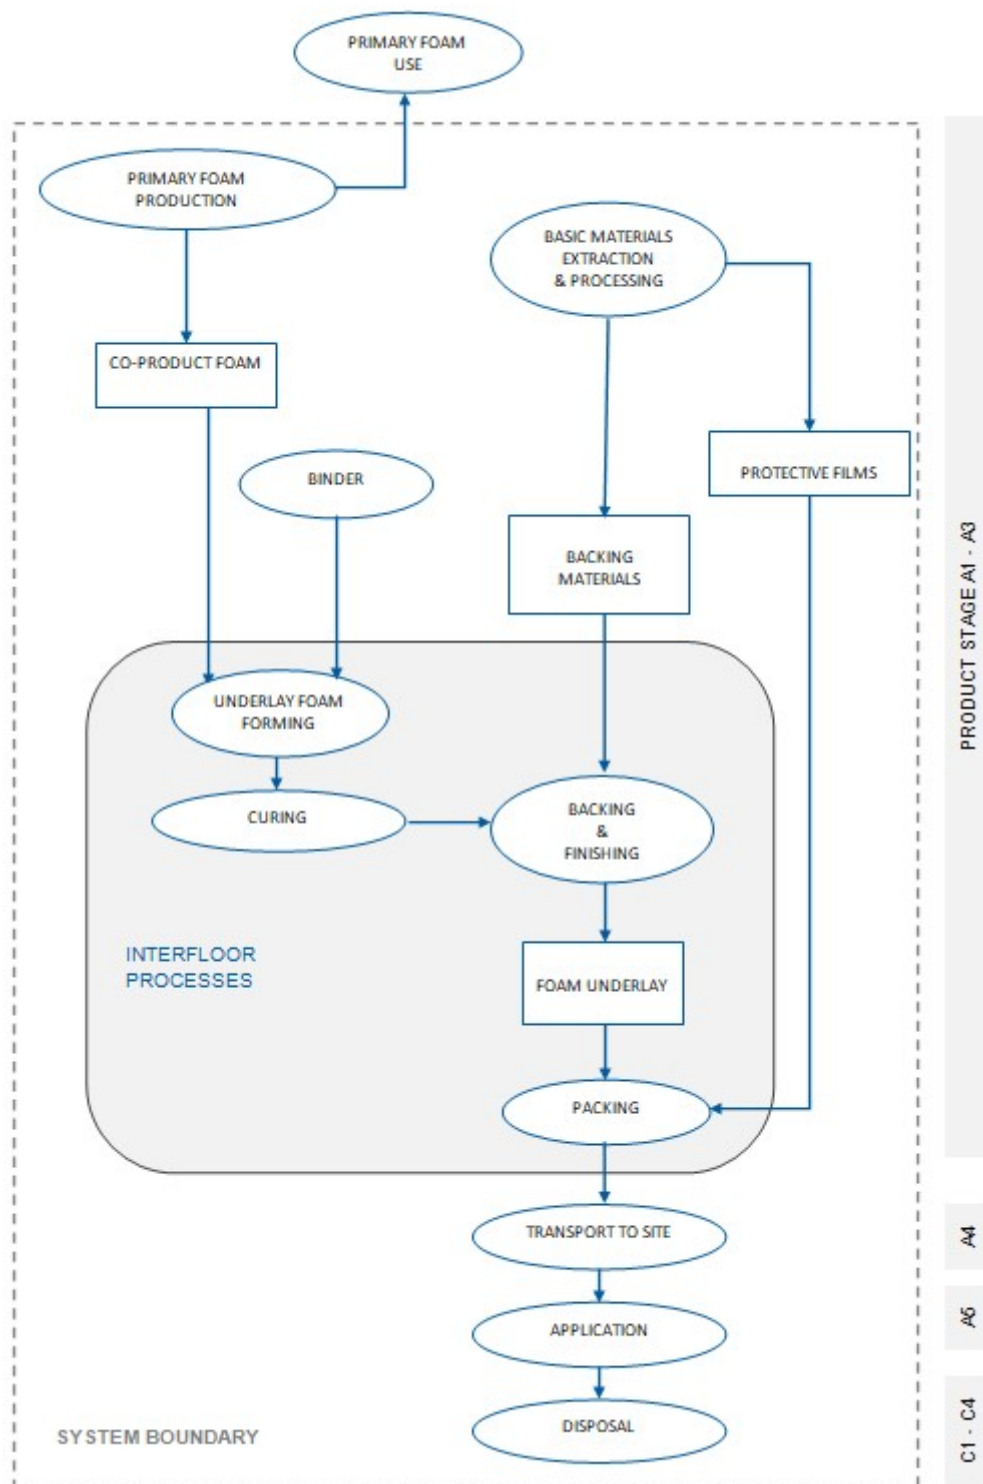 PRIMARY FOAM
USE
PRIMARY FOAM
PRODUCTION
BASIC MATERIALS
EXTRACTION
& PROCESSING
CO-PRODUCT FOAM
PROTECTIVE FILMS
BINDER
BACKING
MATERIALS
UNDERLAY FOAM
FORMING
CURING
BACKING
&
FINISHING
INTERFLOOR
PROCESSES
FOAM UNDERLAY
PACKING
TRANSPORT TO SITE
APPLICATION
DISPOSAL
SYSTEM BOUNDARY
PRODUCT STAGE A1 - A3
A4
A5
C1 - C4